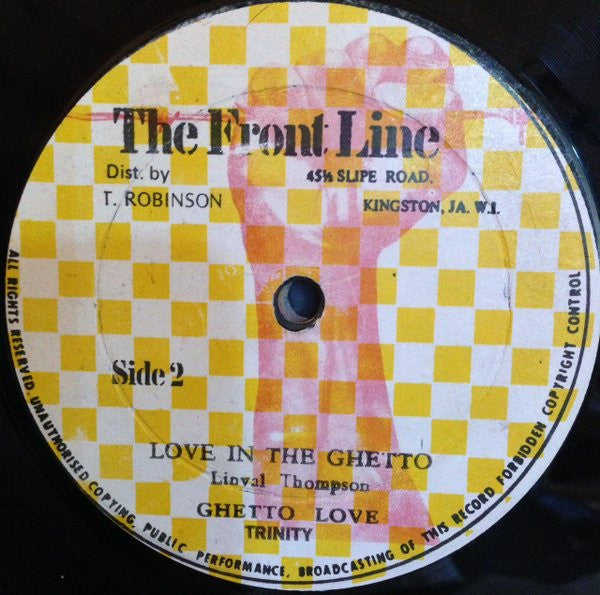 The Front Line
Dist. by
T. ROBINSON
45½ SLIPE ROAD,
KINGSTON, JA. W.I.
Side 2
LOVE IN THE GHETTO
Linval Thompson
GHETTO LOVE
TRINITY
ALL RIGHTS RESERVED. UNAUTHORISED COPYING, PUBLIC PERFORMANCE, BROADCASTING OF THIS RECORD FORBIDDEN COPYRIGHT CONTROL